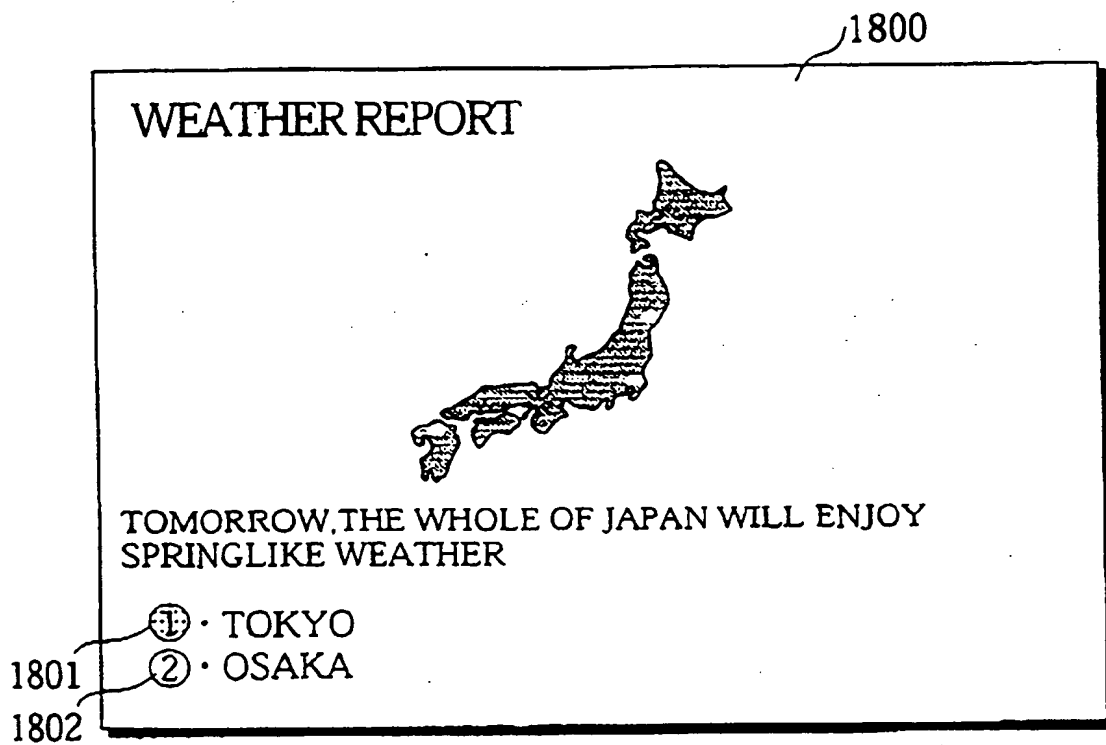 1800
WEATHER REPORT
TOMORROW,THE WHOLE OF JAPAN WILL ENJOY
SPRINGLIKE WEATHER
1・TOKYO
1801
2・OSAKA
1802